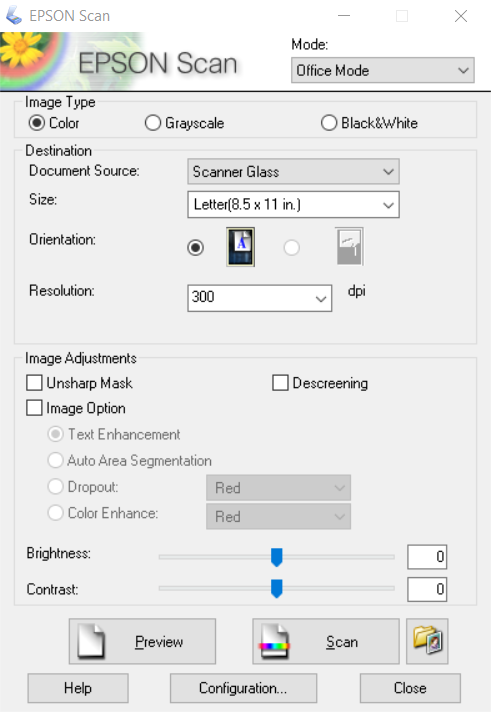 EPSON Scan
Mode:
EPSON Scan
Office Mode
Image Type
Color Grayscale Black&White
Destination
Document Source: Scanner Glass
Size: Letter(8.5 x 11 in.)
Orientation: A
Resolution: 300 dpi
Image Adjustments
Unsharp Mask Descreening
Image Option
Text Enhancement
Auto Area Segmentation
Dropout: Red
Color Enhance: Red
Brightness: 0
Contrast: 0
Preview Scan
Help Configuration... Close